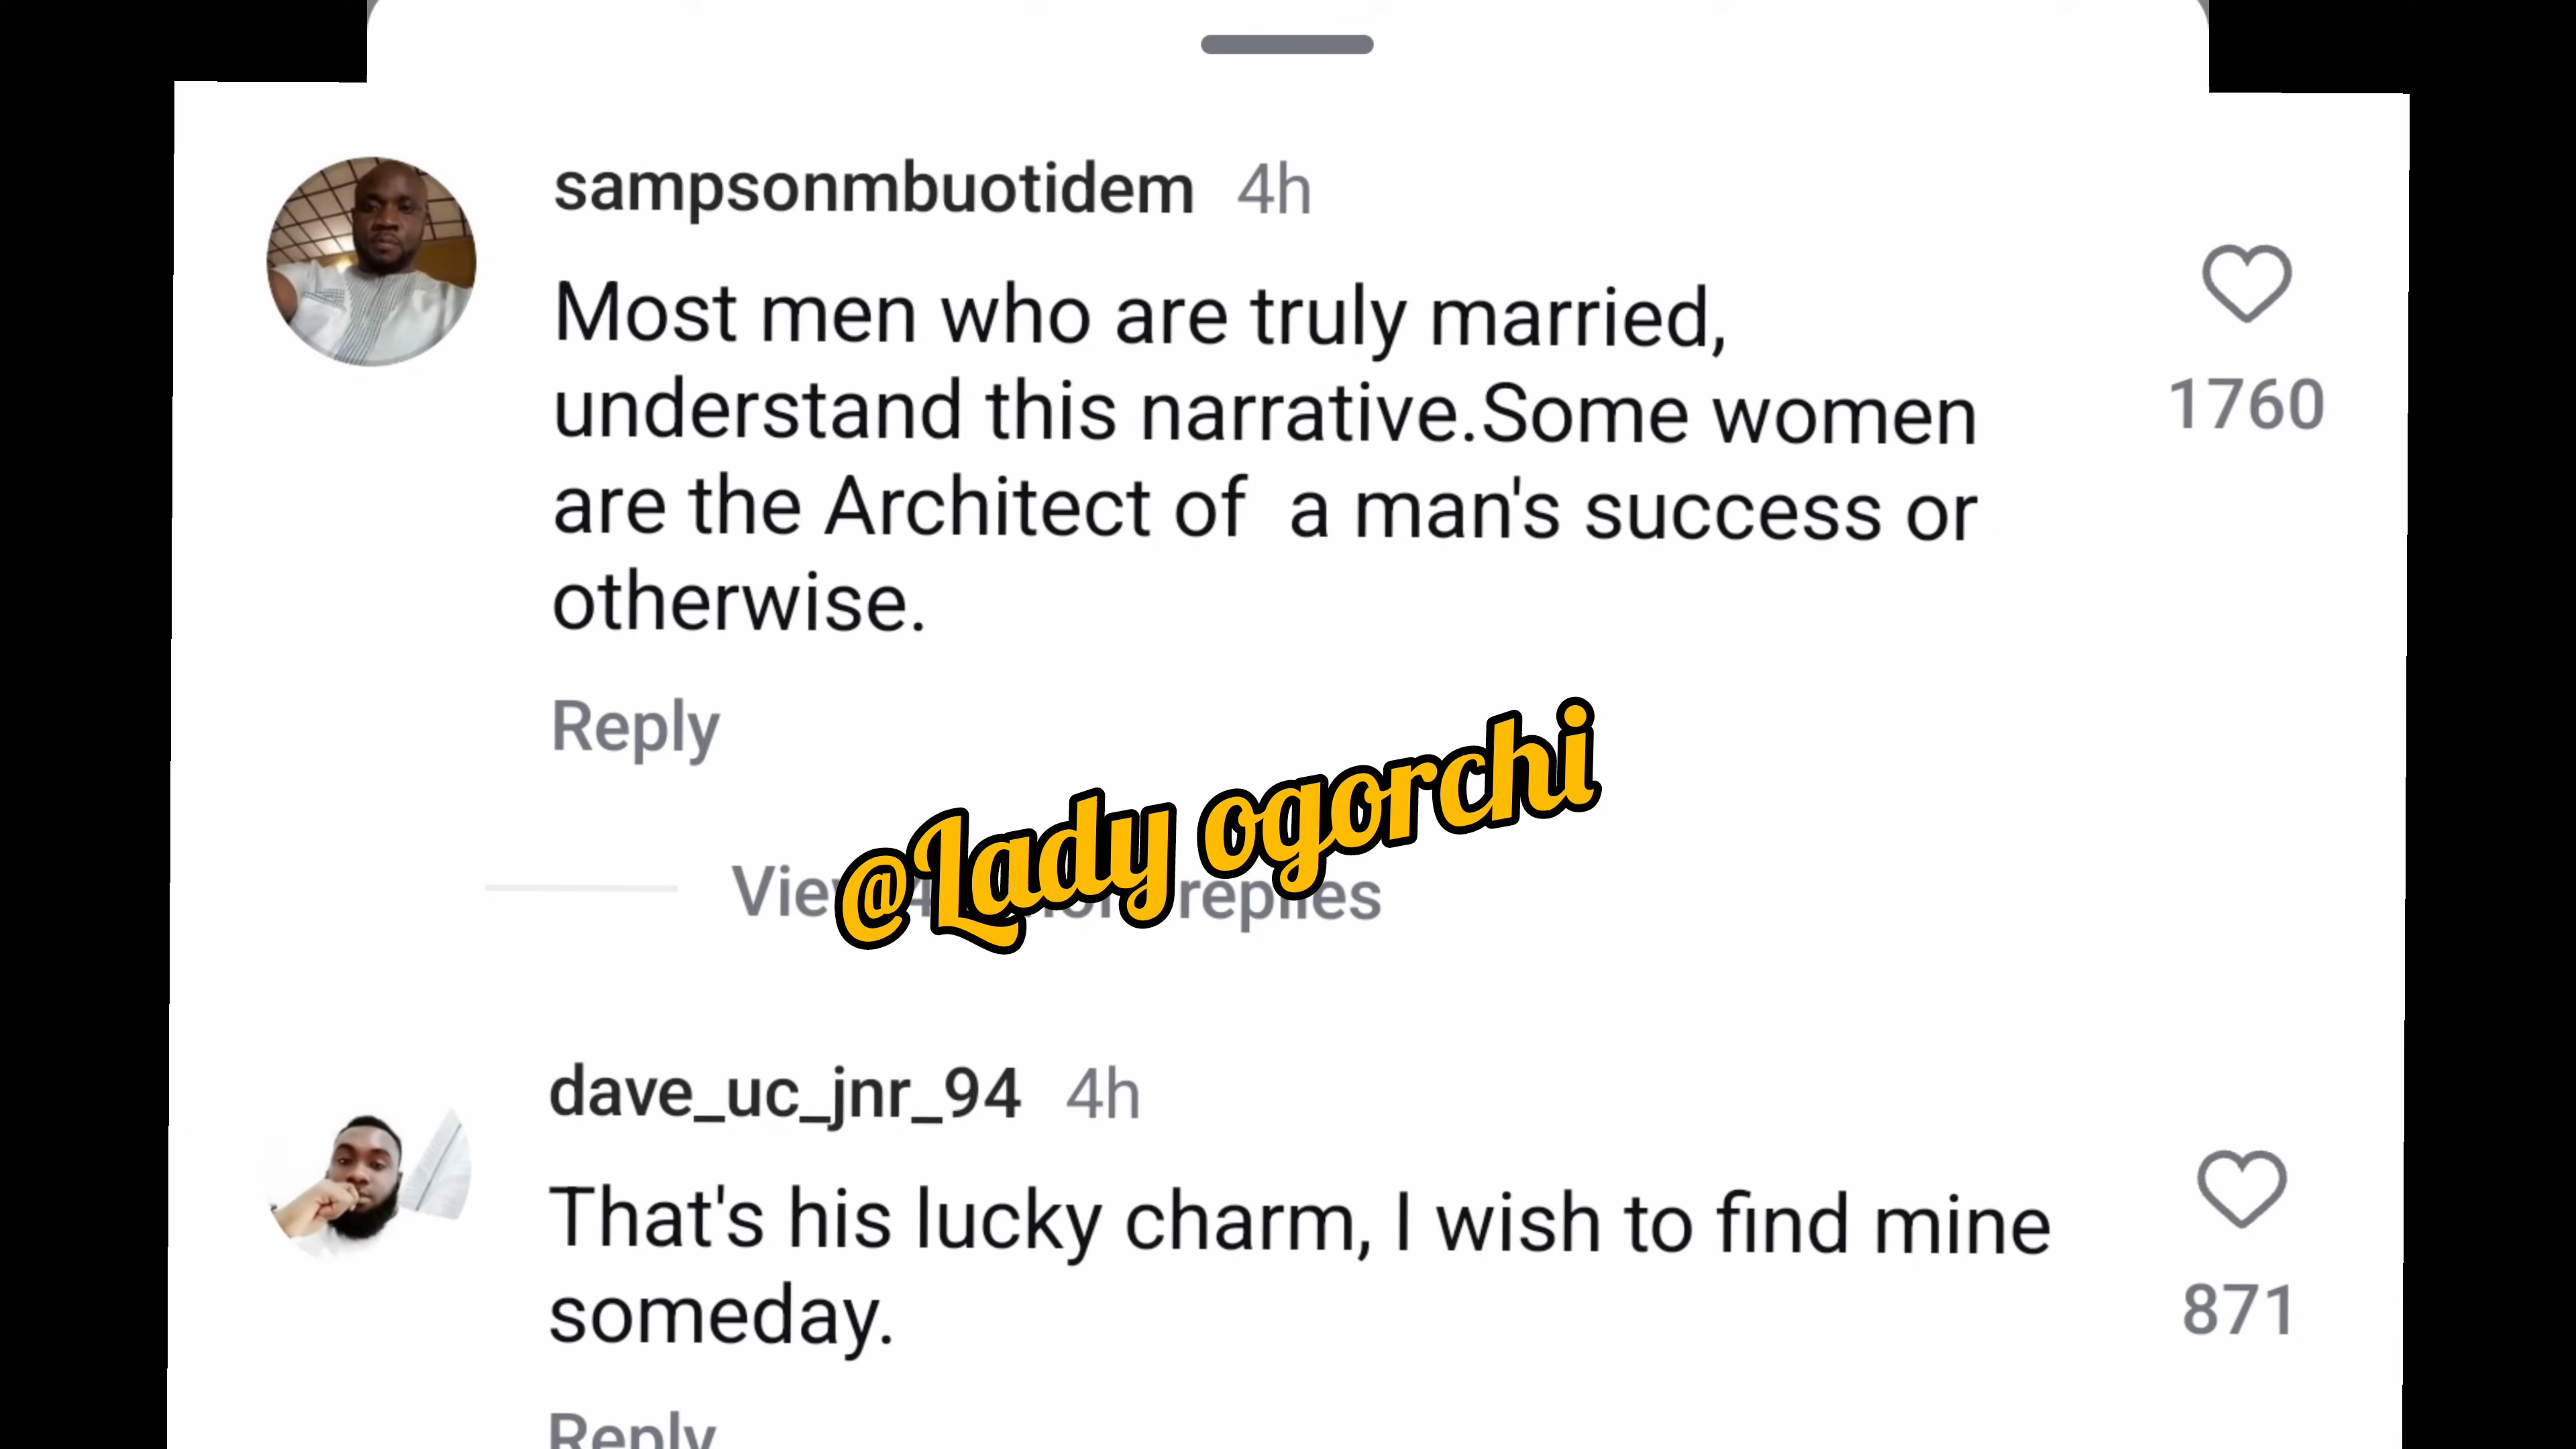 sampsonmbuotidem 4h
Most men who are truly married,
understand this narrative.Some women
are the Architect of a man's success or
otherwise.
1760
Reply
@Lady ogorchi
replies
dave_uc_jnr_94 4h
That's his lucky charm, I wish to find mine
someday.
871
Reply